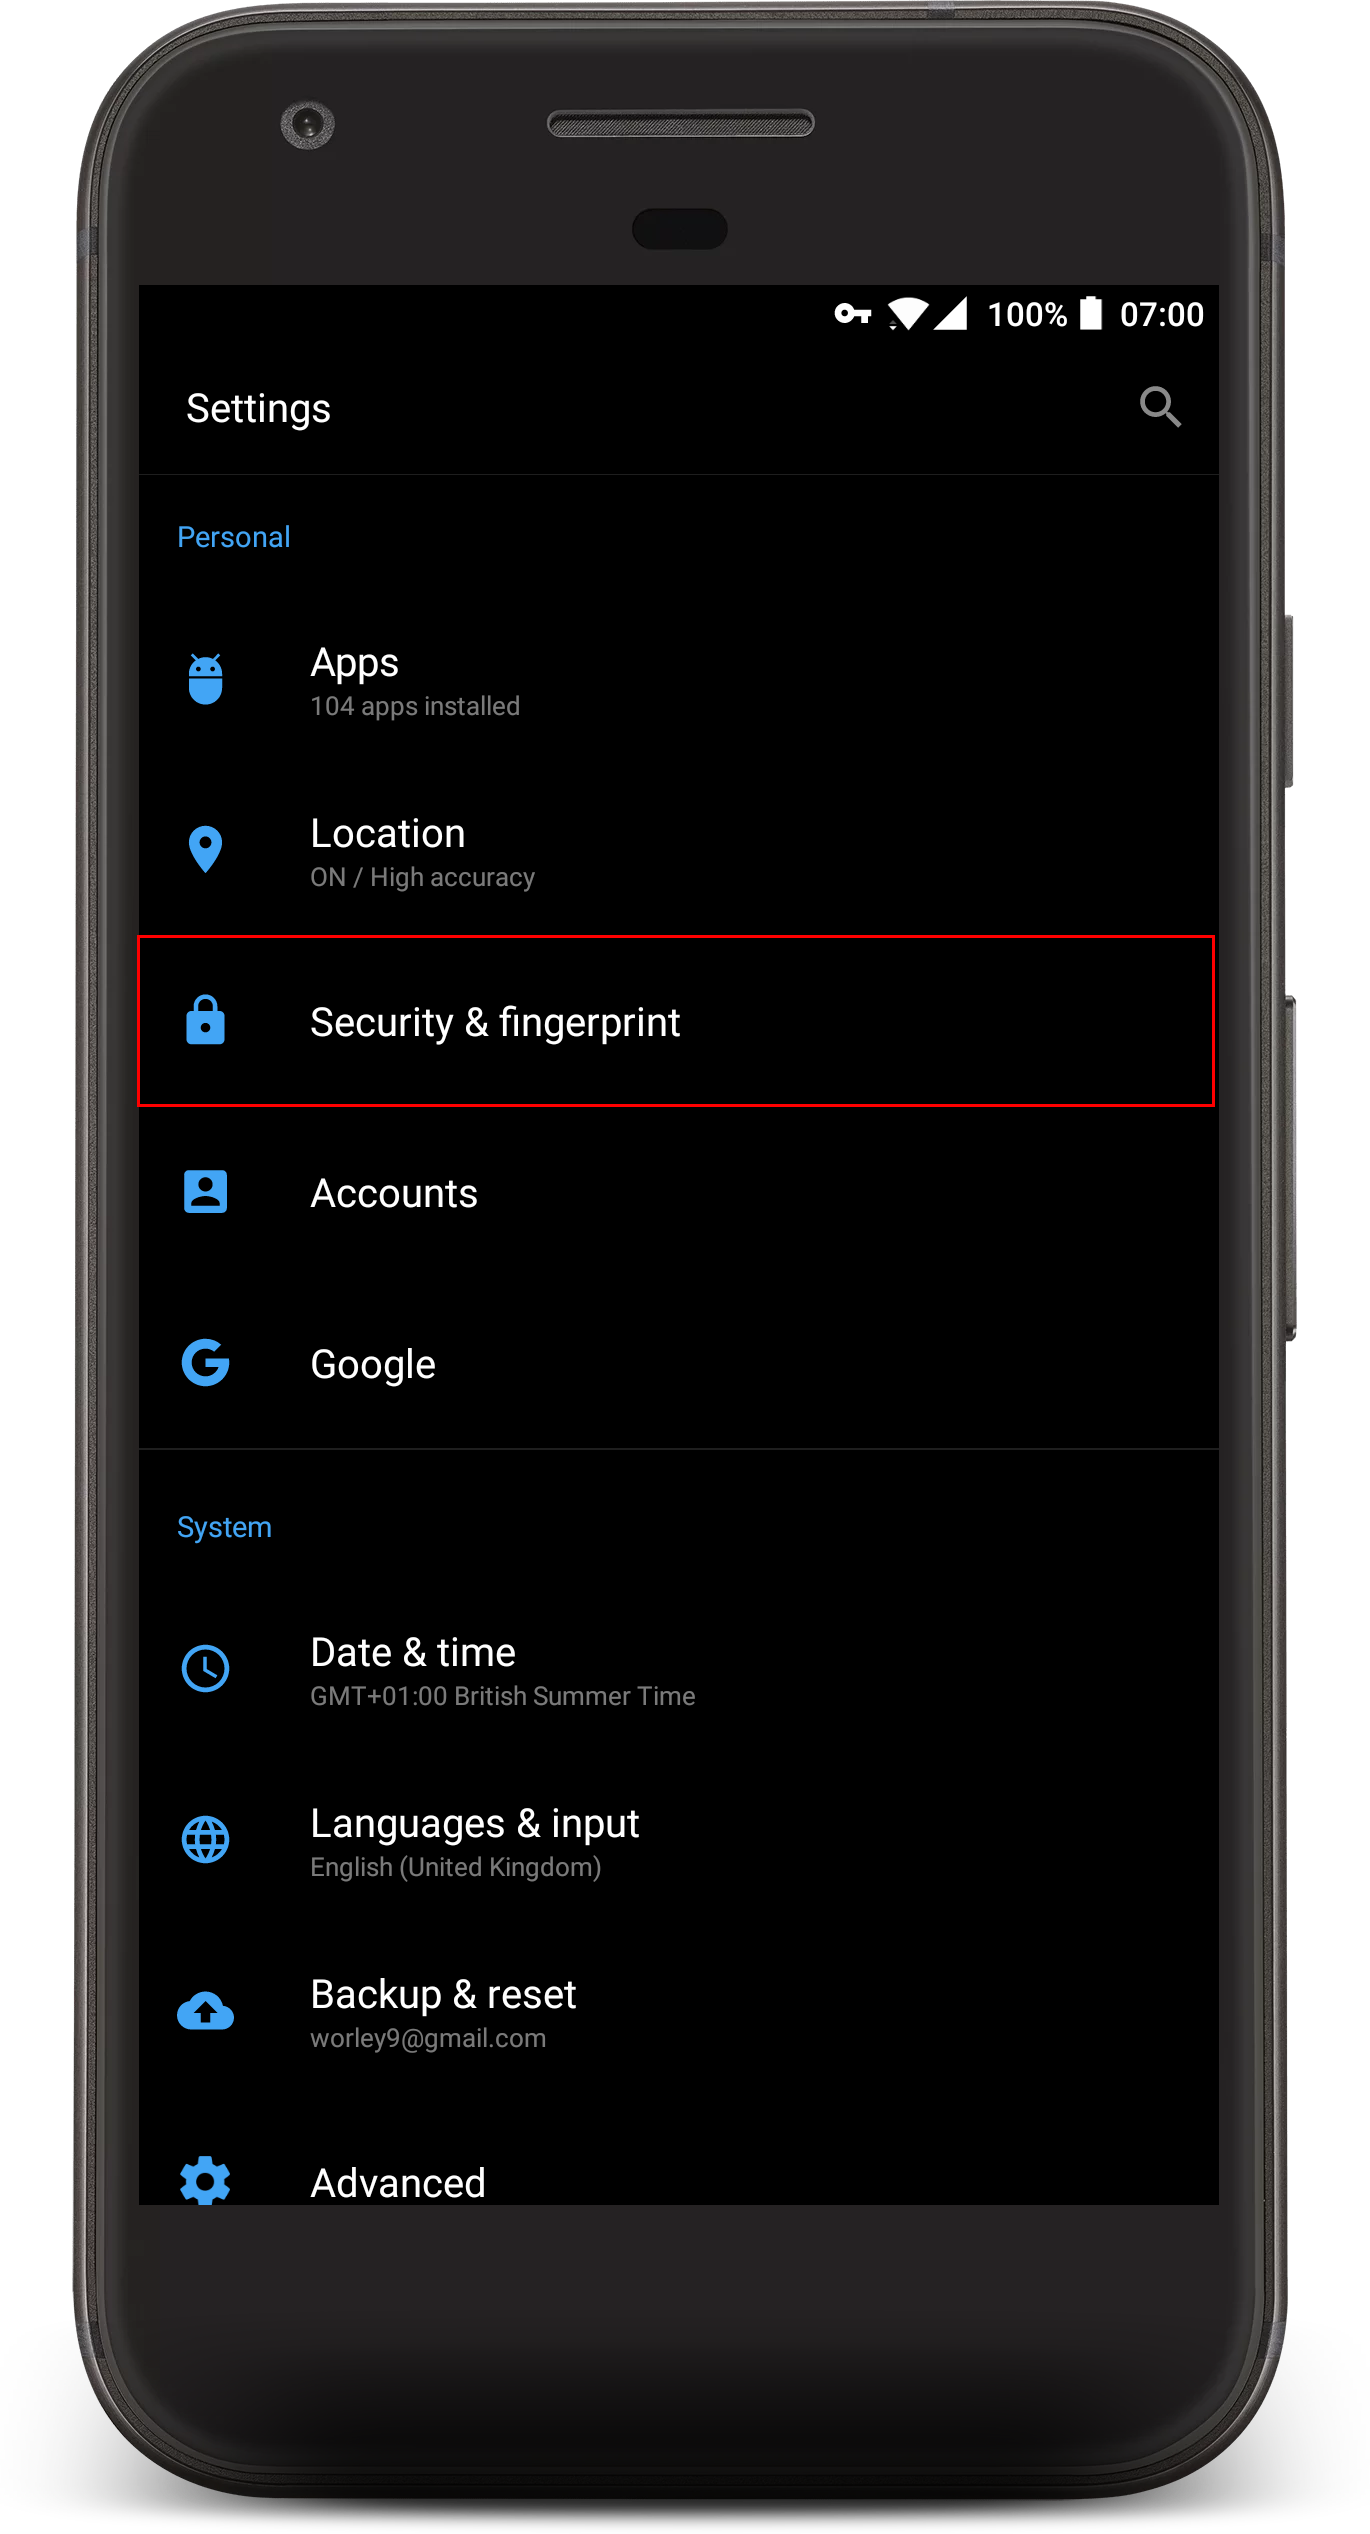 100% 07:00
Settings
Personal
Apps
104 apps installed
Location
ON / High accuracy
Security & fingerprint
Accounts
Google
System
Date & time
GMT+01:00 British Summer Time
Languages & input
English (United Kingdom)
Backup & reset
worley9@gmail.com
Advanced